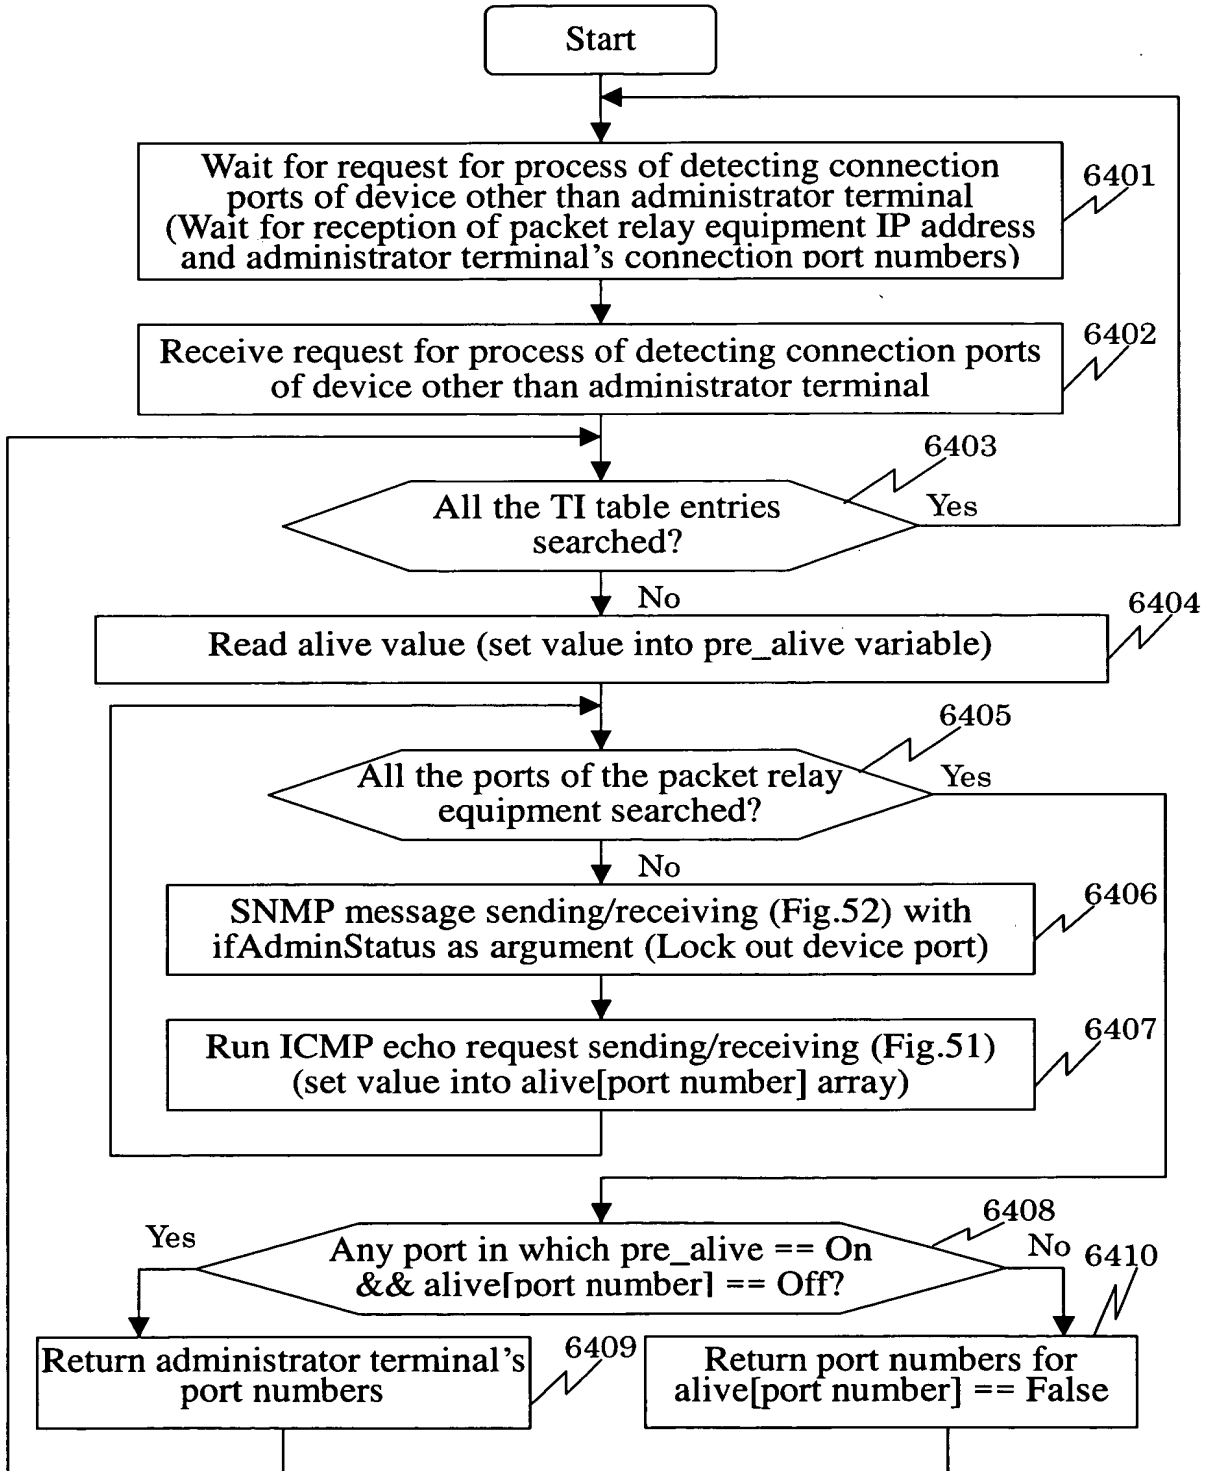 Start
Wait for request for process of detecting connection
ports of device other than administrator terminal
(Wait for reception of packet relay equipment IP address
and administrator terminal's connection port numbers)
6401
Receive request for process of detecting connection ports
of device other than administrator terminal
6402
6403
All the TI table entries
searched?
Yes
No
6404
Read alive value (set value into pre_alive variable)
6405
All the ports of the packet relay
equipment searched?
Yes
No
SNMP message sending/receiving (Fig.52) with
ifAdminStatus as argument (Lock out device port)
6406
Run ICMP echo request sending/receiving (Fig.51)
(set value into alive[port number] array)
6407
6408
Yes
Any port in which pre_alive == On
&& alive[port number] == Off?
No
6410
Return administrator terminal's
port numbers
6409
Return port numbers for
alive[port number] == False